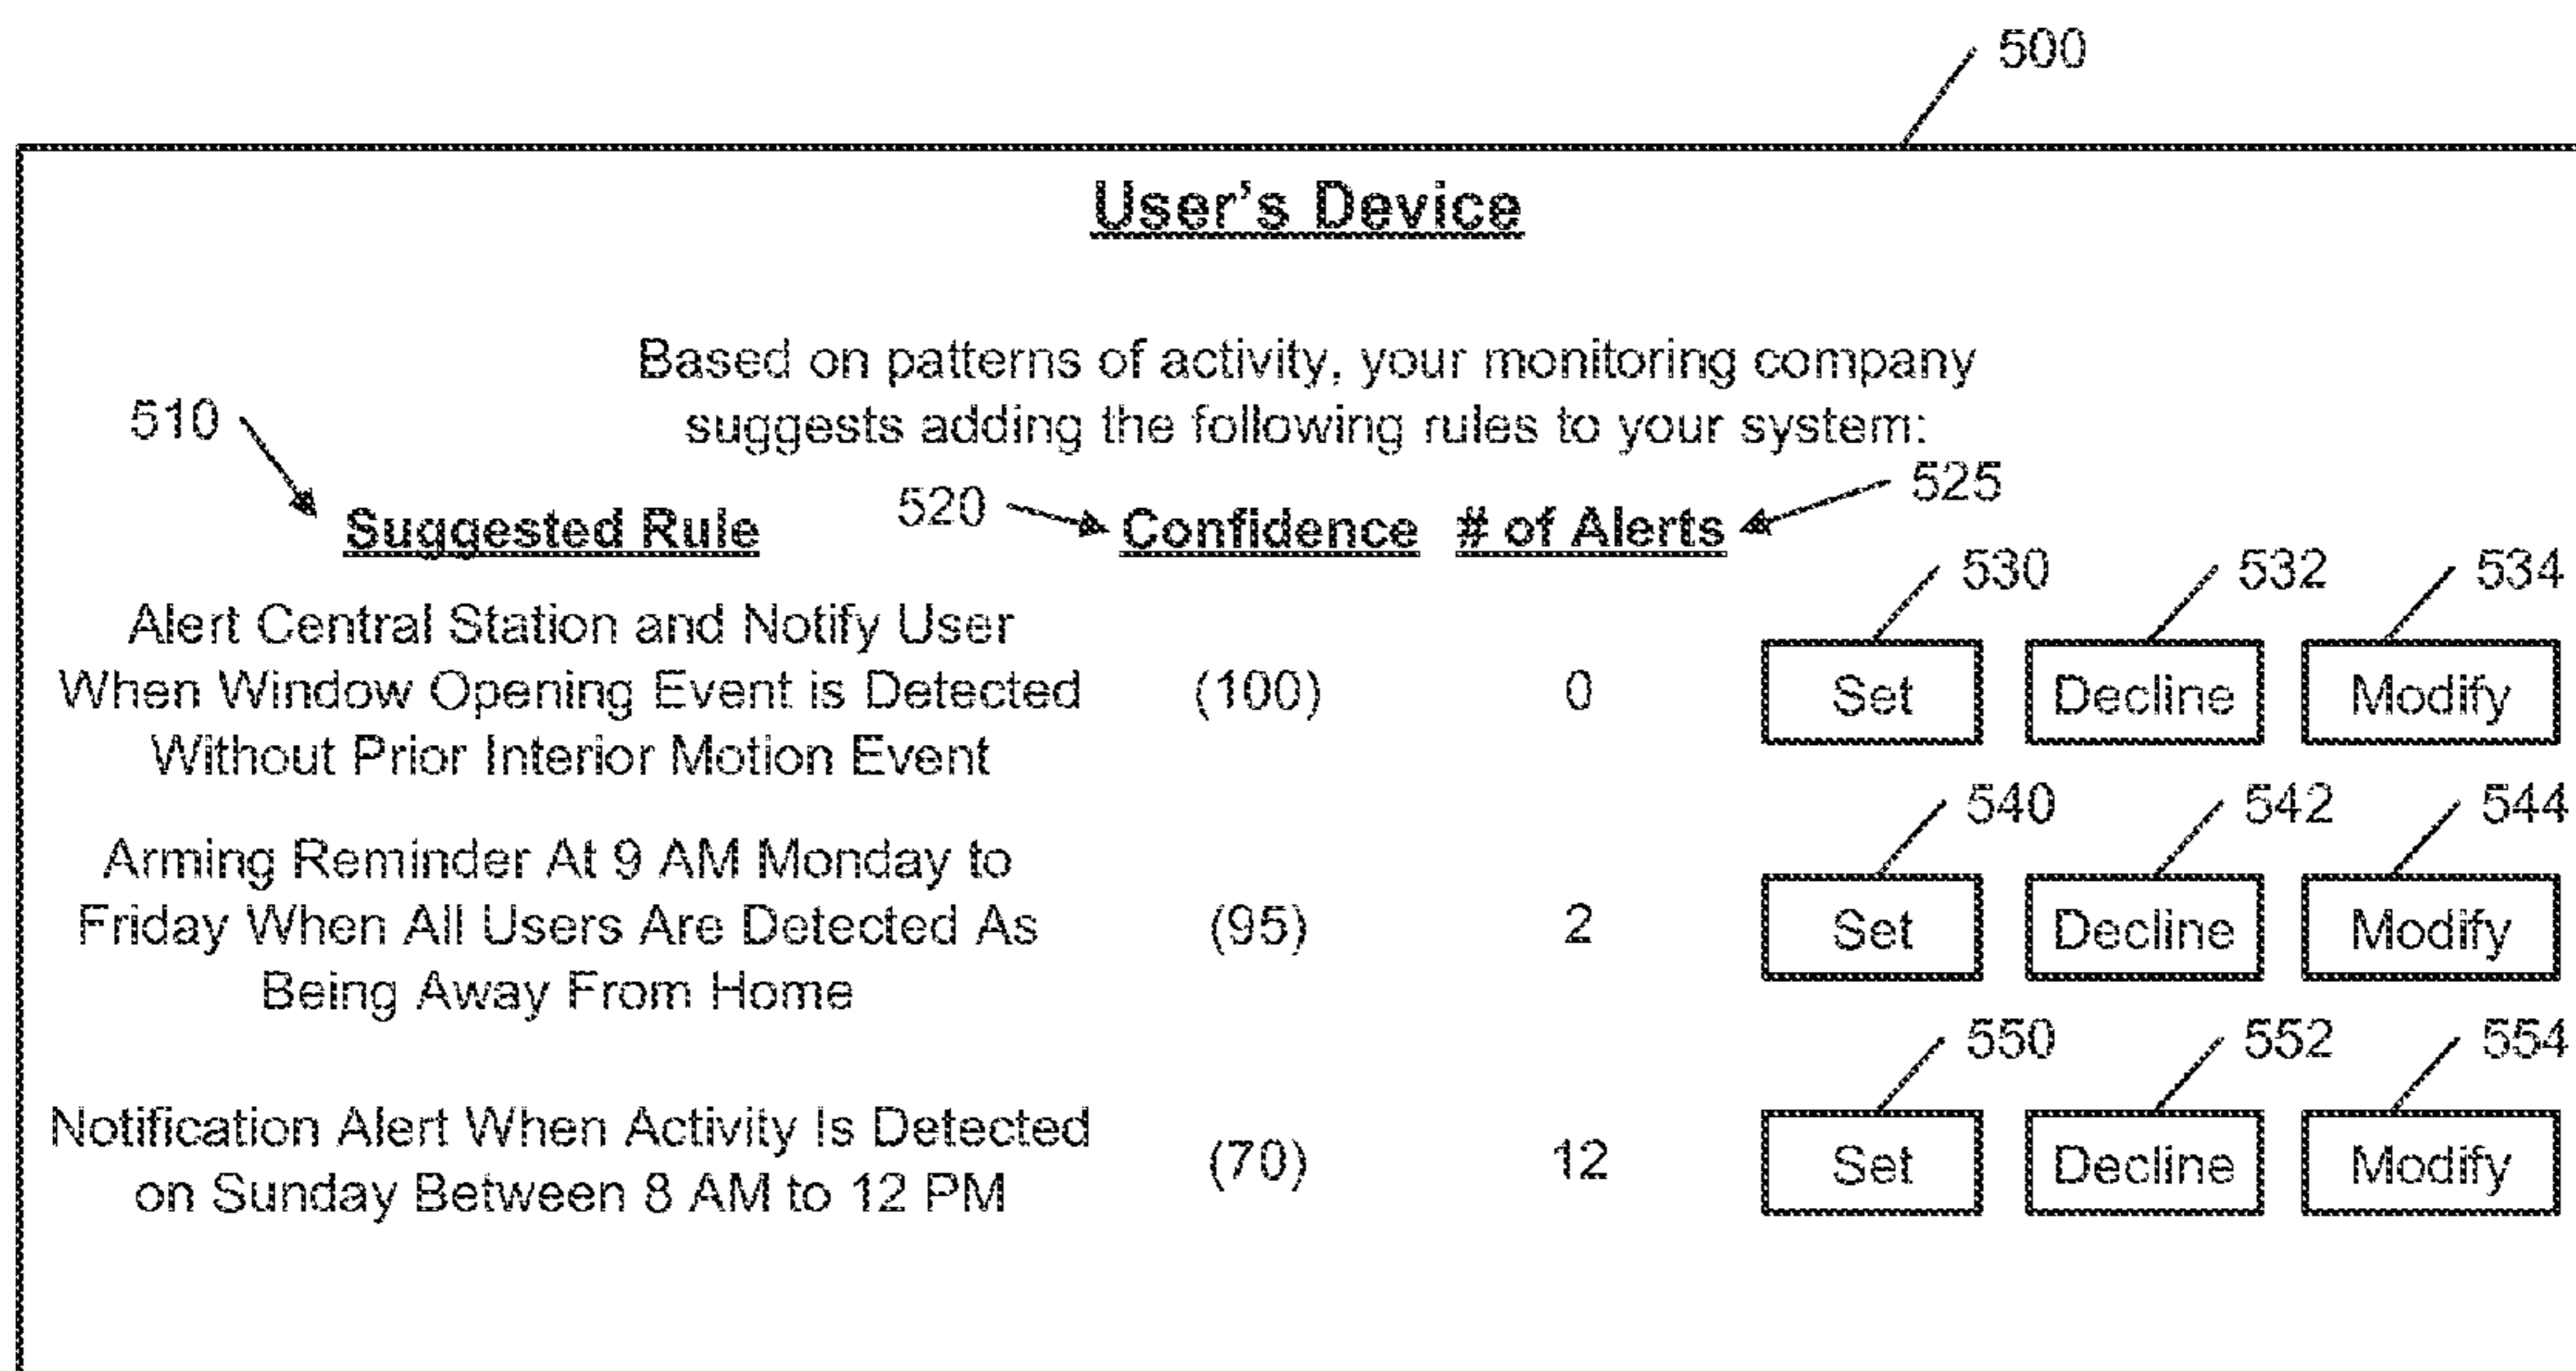 500
User's Device
Based on patterns of activity, your monitoring company
suggests adding the following rules to your system:
510
520
525
Suggested Rule Confidence # of Alerts
530 532 534
Alert Central Station and Notify User
When Window Opening Event is Detected (100) 0 Set Decline Modify
Without Prior Interior Motion Event
540 542 544
Arming Reminder At 9 AM Monday to
Friday When All Users Are Detected As (95) 2 Set Decline Modify
Being Away From Home
550 552 554
Notification Alert When Activity Is Detected
on Sunday Between 8 AM to 12 PM (70) 12 Set Decline Modify